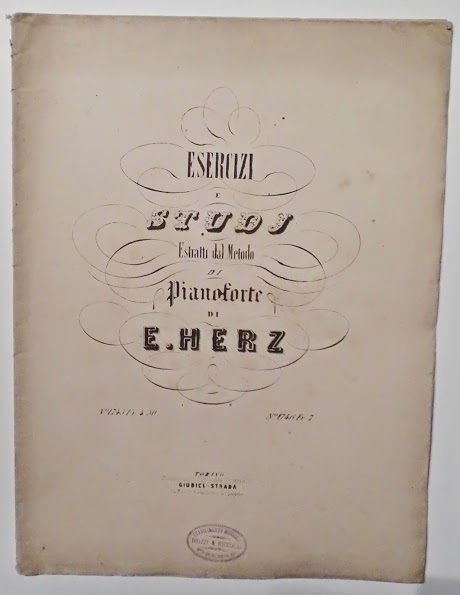 ESERCIZI
E
STUDJ
Estratti dal Metodo
DI
Pianoforte
DI
E. HERZ
TORINO
GIUDICI E STRADA